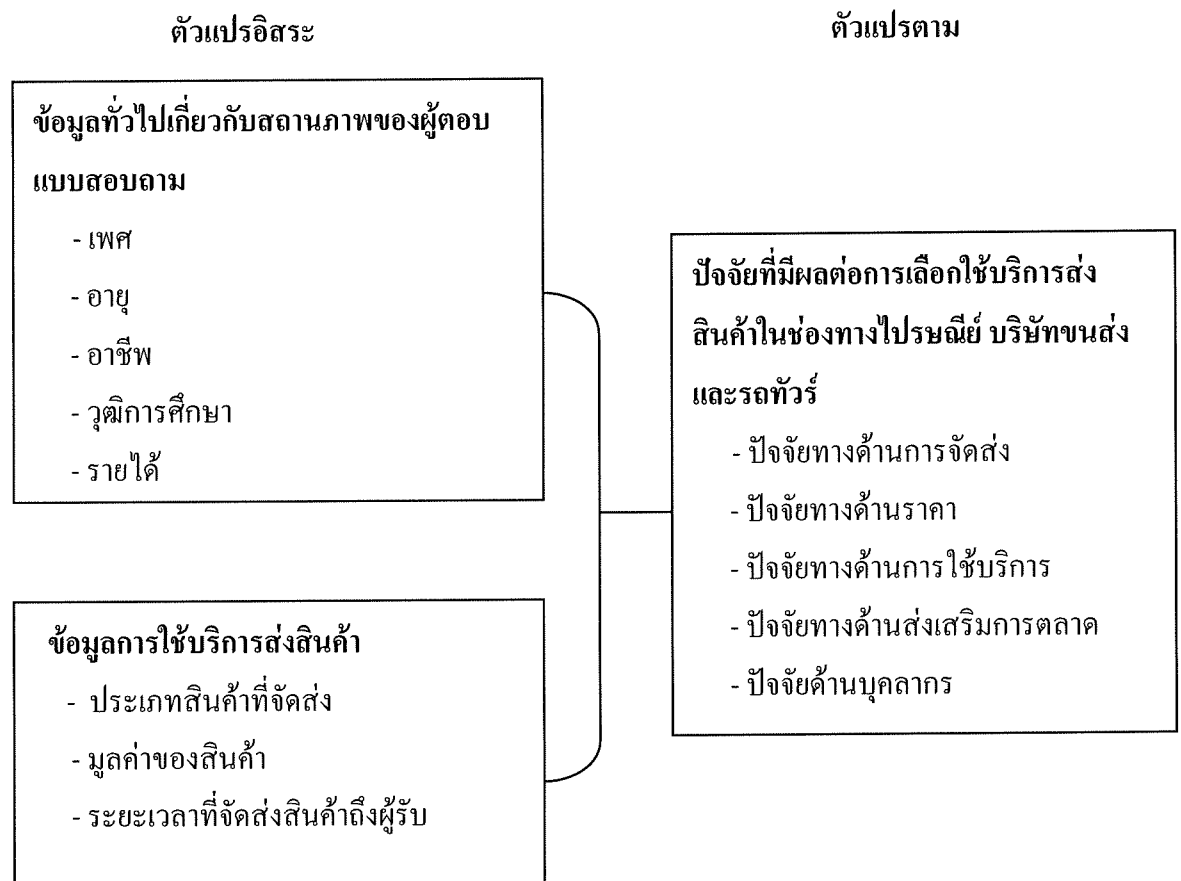 ตัวแปรอิสระ
ตัวแปรตาม
ข้อมูลทั่วไปเกี่ยวกับสถานภาพของผู้ตอบ
แบบสอบถาม
- เพศ
- อายุ
- อาชีพ
- วุฒิการศึกษา
- รายได้
ข้อมูลการใช้บริการส่งสินค้า
- ประเภทสินค้าที่จัดส่ง
- มูลค่าของสินค้า
- ระยะเวลาที่จัดส่งสินค้าถึงผู้รับ
ปัจจัยที่มีผลต่อการเลือกใช้บริการส่ง
สินค้าในช่องทางไปรษณีย์ บริษัทขนส่ง
และรถทัวร์
- ปัจจัยทางด้านการจัดส่ง
- ปัจจัยทางด้านราคา
- ปัจจัยทางด้านการใช้บริการ
- ปัจจัยทางด้านส่งเสริมการตลาด
- ปัจจัยด้านบุคลากร